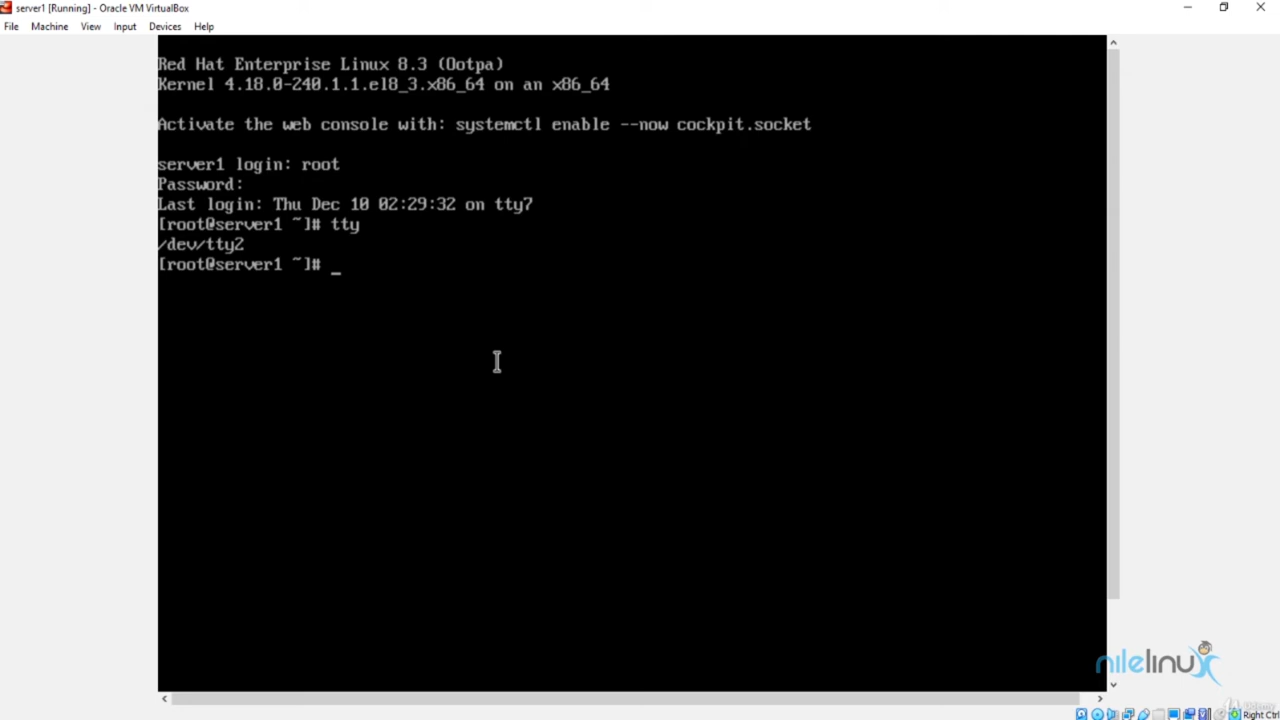 server1 [Running] - Oracle VM VirtualBox
File Machine View Input Devices Help
Red Hat Enterprise Linux 8.3 (Ootpa)
Kernel 4.18.0-240.1.1.el8_3.x86_64 on an x86_64
Activate the web console with: systemctl enable --now cockpit.socket
server1 login: root
Password:
Last login: Thu Dec 10 02:29:32 on tty7
[root@server1 ~]# tty
/dev/tty2
[root@server1 ~]# _
nilelinux
Right Ctrl